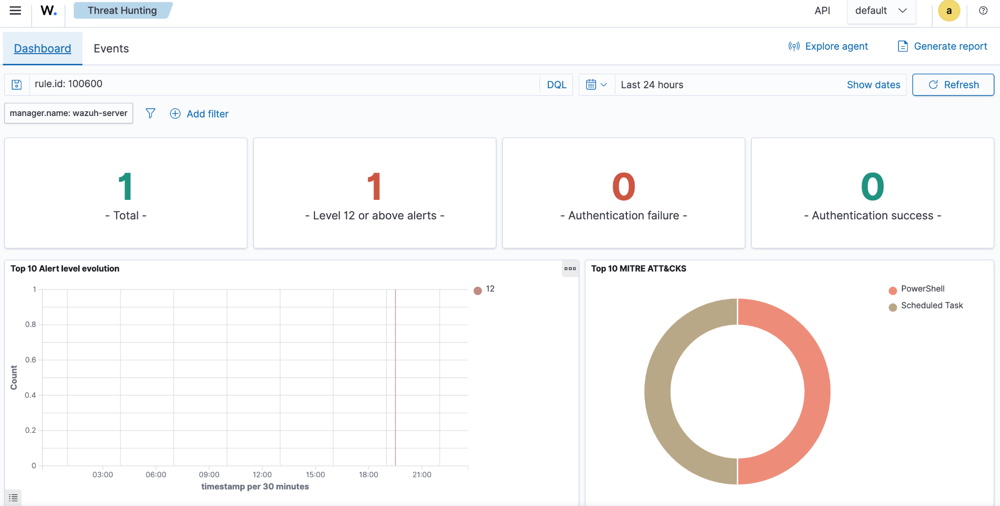 W.
Threat Hunting
API
default
a
Dashboard
Events
Explore agent
Generate report
rule.id: 100600
DQL
Last 24 hours
Show dates
Refresh
manager.name: wazuh-server
Add filter
1
- Total -
1
- Level 12 or above alerts -
0
- Authentication failure -
0
- Authentication success -
Top 10 Alert level evolution
1
0.8
0.6
0.4
0.2
0
Count
03:00
06:00
09:00
12:00
15:00
18:00
21:00
timestamp per 30 minutes
12
Top 10 MITRE ATT&CKS
PowerShell
Scheduled Task